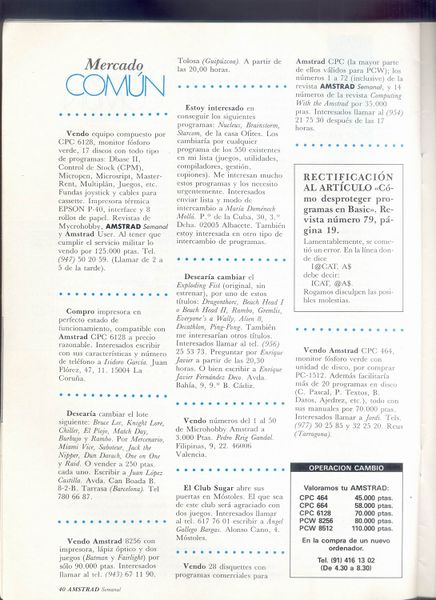 Mercado
COMÚN
Vendo equipo compuesto por
CPC 6128, monitor fósforo
verde, 17 discos con todo tipo
de programas: Dbase II,
Control de Stock (CPM),
Micropen, Microsript, Master-
Rent, Multiplán, Juegos, etc.
Fundas joystick y cables para
cassette. Impresora térmica
EPSON P-40, interface y 8
rollos de papel. Revistas de
Mycrohobby, AMSTRAD Semanal
y Amstrad User. Al tener que
cumplir el servicio militar lo
vendo por 125.000 ptas. Tel.
(947) 50 20 59. (Llamar de 2 a
5 de la tarde).
Compro impresora en
perfecto estado de
funcionamiento, compatible con
Amstrad CPC 6128 a precio
razonable. Interesados escribir
con sus características y número
de teléfono a Isidoro García. Juan
Flórez, 47, 11. 15004 La
Coruña.
Desearía cambiar el lote
siguiente: Bruce Lee, Knight Lore,
Choller, El Pioje, Match Day,
Burbujo y Rambo. Por Mercenario,
Miami Vice, Saboteur, Jack the
Nipper, Dun Darach, One on One
y Raid. O vender a 250 ptas.
cada uno. Escribir a Juan López
Castilla. Avda. Can Boada B.
8-2-B. Tarrasa (Barcelona). Tel
780 66 87.
Vendo Amstrad 8256 con
impresora, lápiz óptico y dos
juegos (Batman y Fairlight) por
sólo 90.000 ptas. Interesados
llamar al tel. (943) 67 11 90.
40 AMSTRAD Semanal
Tolosa (Guipúzcoa). A partir de
las 20,00 horas.
Estoy interesado en
conseguir los siguientes
programas: Nucleus, Brainstorm,
Starcom, de la casa Ofites. Los
cambiaría por cualquier
programa de los 550 existentes
en mi lista (juegos, utilidades,
compiladores, gestión,
copiones). Me interesan mucho
estos programas y los necesito
urgentemente. Interesados
enviar lista y modo de
intercambio a María Doménech
Mollá. P.º de la Cuba, 30, 3.º
Dcha. 02005 Albacete. También
estoy interesada en otro tipo de
intercambio de programas.
Desearía cambiar el
Exploding Fist (original, sin
estrenar), por uno de estos
títulos: Dragonthoec, Beach Head I
o Beach Head II, Rambo, Gremlis,
Everyone's a Wally, Alien 8,
Decathlon, Ping-Pong. También
me interesarían otros títulos.
Interesados llamar al tel. (956)
25 53 73. Preguntar por Enrique
Javier a partir de las 20,30
horas. O bien escribir a Enrique
Javier Fernández Deza. Avda.
Bahía, 9, 9.º B. Cádiz.
Vendo números del 1 al 50
de Microhobby Amstrad a
3.000 Ptas. Pedro Reig Gandal.
Filipinas, 9, 22. 46006
Valencia.
El Club Sugar abre sus
puertas en Móstoles. El que sea
de este club será agraciado con
dos juegos. Interesados llamar
al tel. 617 76 01 escribir a Angel
Gallego Bargas. Alonso Cano, 4.
Móstoles.
Vendo 28 disquettes con
programas comerciales para
Amstrad CPC (la mayor parte
de ellos válidos para PCW); los
números 1 a 72 (inclusive) de la
revista AMSTRAD Semanal, y 14
números de la revista Computing
With the Amstrad por 35.000
ptas. Interesados llamar al (954)
21 75 30 después de las 17
horas.
RECTIFICACIÓN
AL ARTÍCULO «Có-
mo desproteger pro-
gramas en Basic». Re-
vista número 79, pá-
gina 19.
Lamentablemente, se come-
tió un error. En la línea don-
de dice
I@CAT, A$
debe decir:
ICAT, @A$.
Rogamos disculpen las posi-
bles molestias.
Vendo Amstrad CPC 464,
monitor fósforo verde con
unidad de disco, por comprar
PC-1512. Además facilitaría
más de 20 programas en disco
(C. Pascal, P. Textos, B.
Datos, Ajedrez, etc.), todo con
sus manuales por 70.000 ptas.
Interesados llamar a Jordi. Tels.
(977) 30 25 85 y 32 25 20. Reus
(Tarragona).
OPERACION CAMBIO
Valoramos tu AMSTRAD:
CPC 464 45.000 ptas.
CPC 664 58.000 ptas.
CPC 6128 70.000 ptas.
PCW 8256 80.000 ptas.
PCW 8512 110.000 ptas.
En la compra de un nuevo
ordenador.
Tel. (91) 416 13 02
(De 4.30 a 8.30)